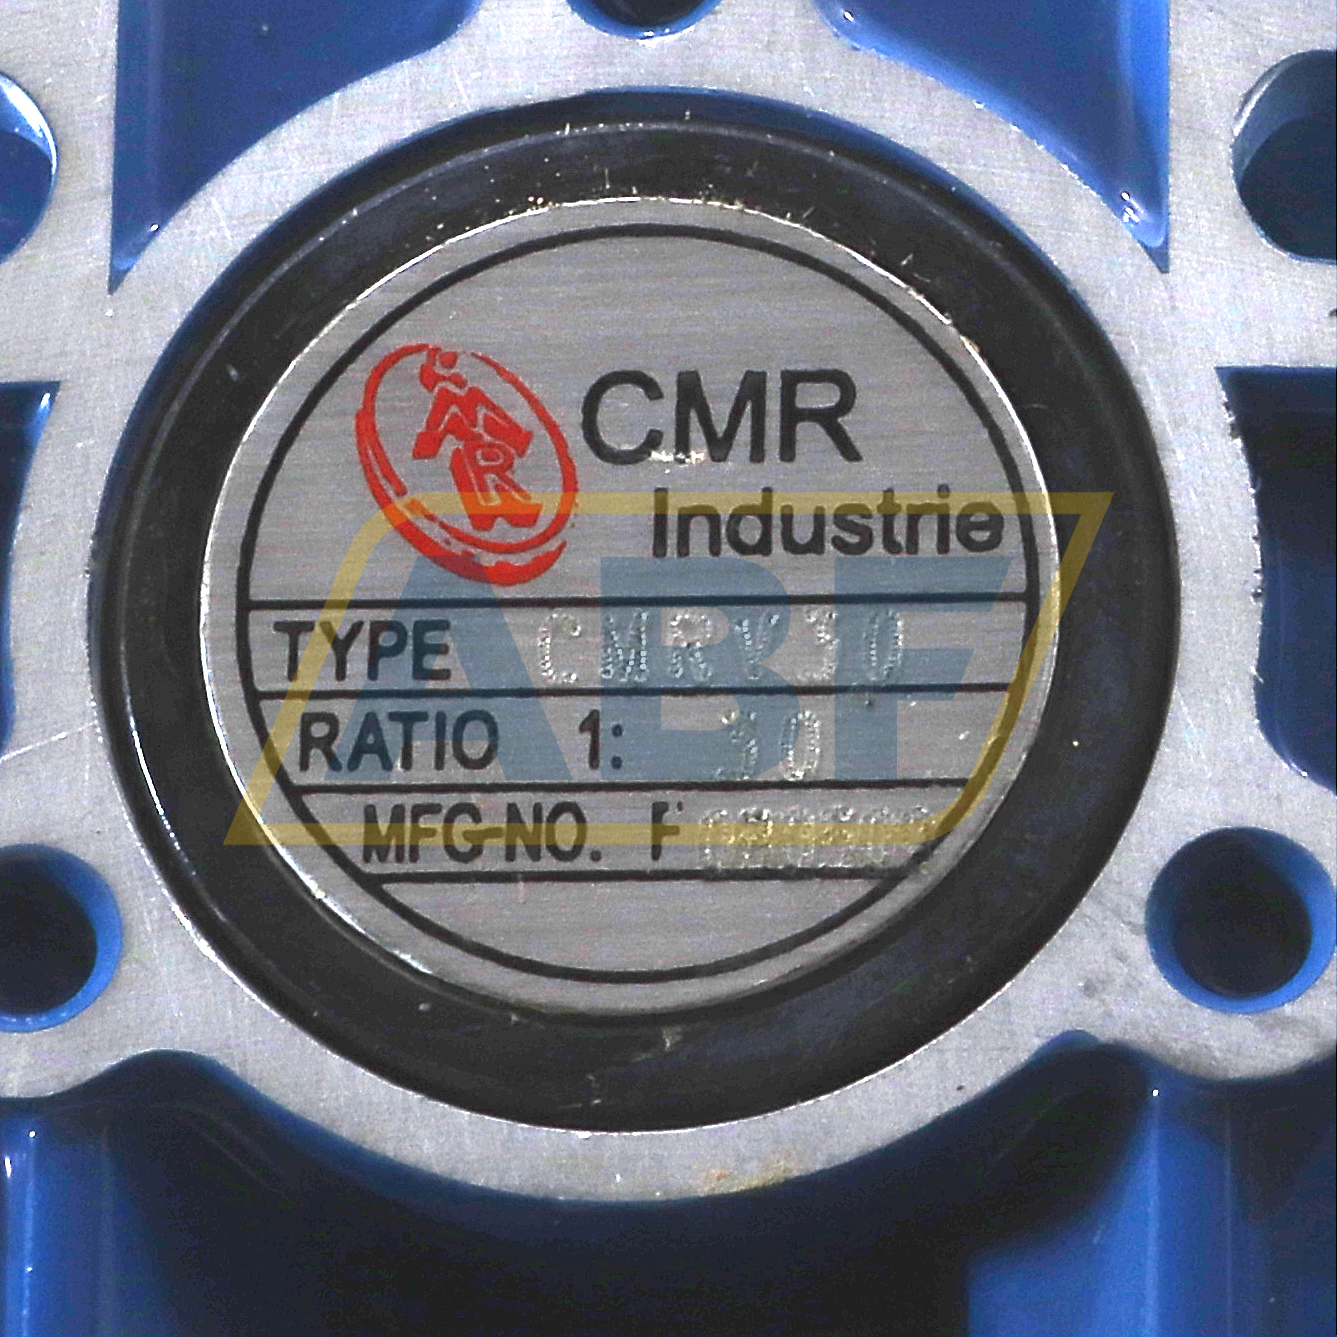 CMR
Industrie
TYPE CMRV30
RATIO 1: 30
MFG-NO. F
ABF